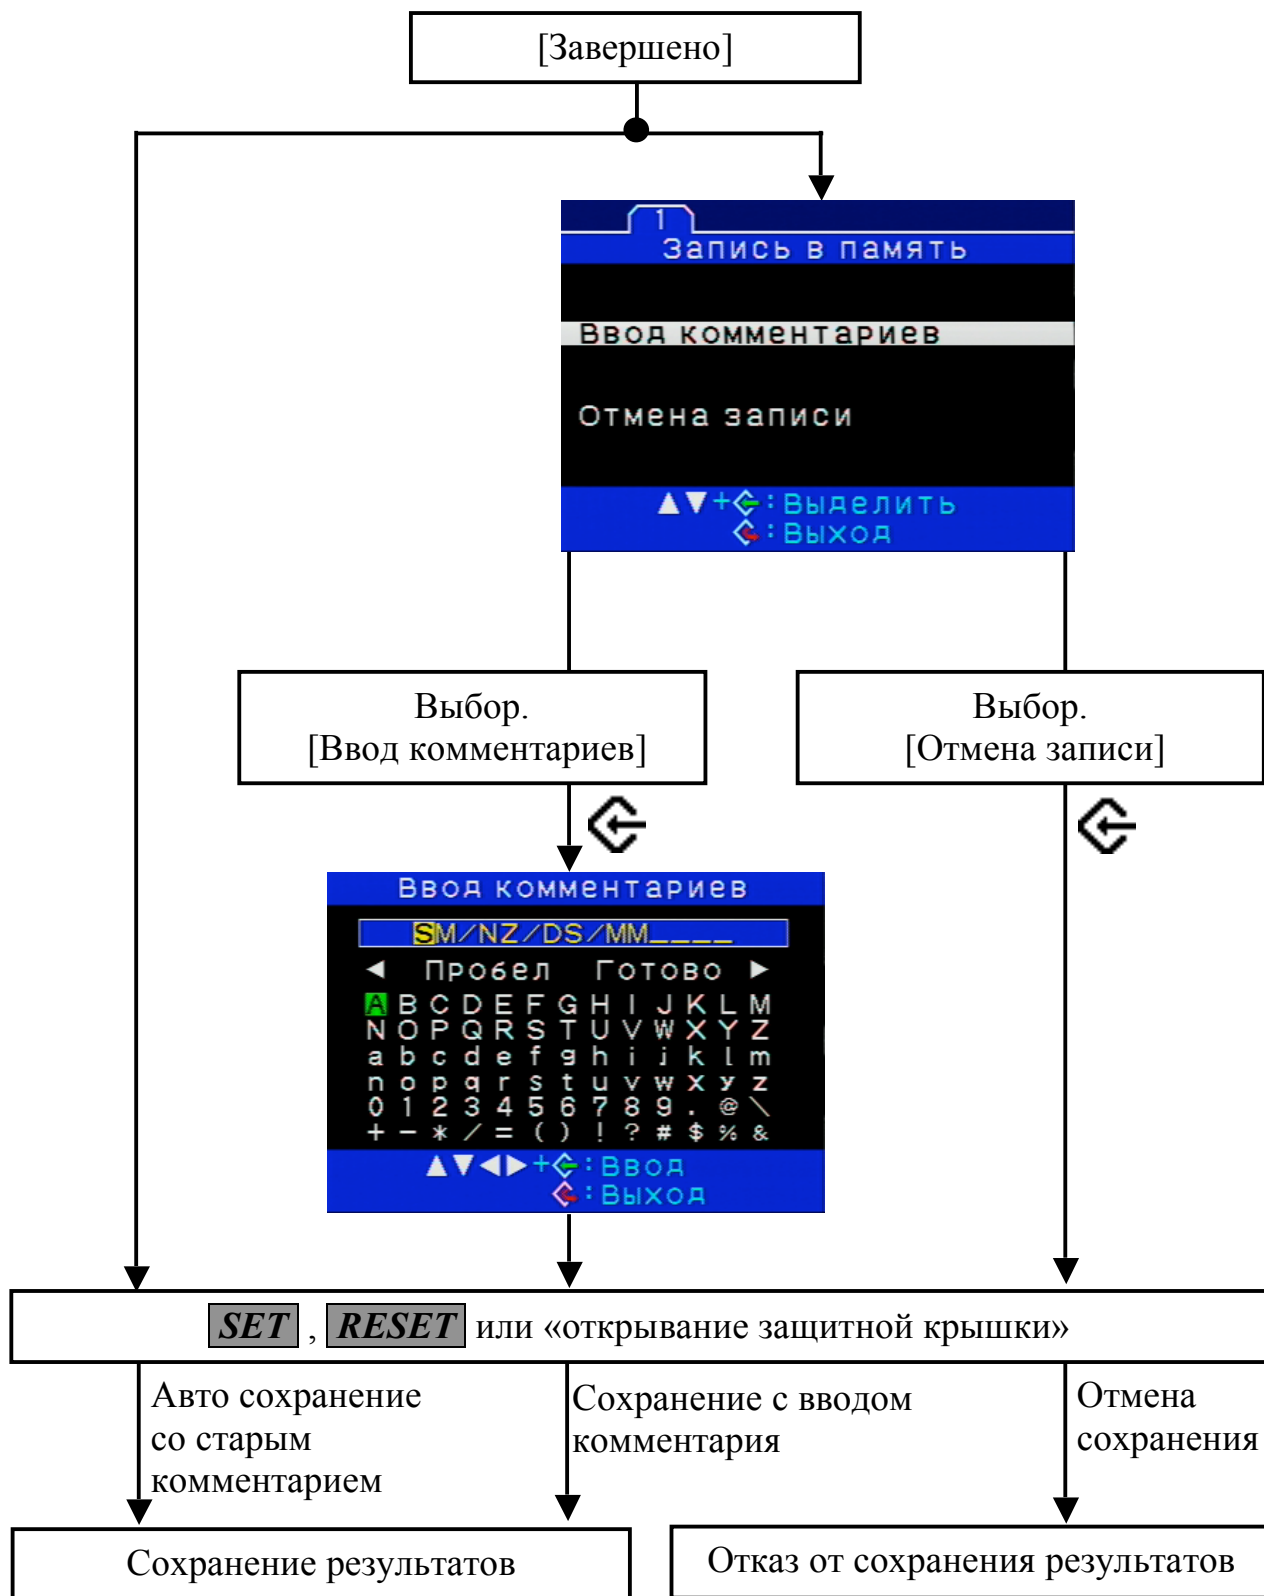 [Завершено]
1
Запись в память
Ввод комментариев
Отмена записи
▲▼+ : Выделить
: Выход
Выбор.
[Ввод комментариев]
Выбор.
[Отмена записи]
Ввод комментариев
SM/NZ/DS/MM____
◄ Пробел Готово ►
A B C D E F G H I J K L M
N O P Q R S T U V W X Y Z
a b c d e f g h i j k l m
n o p q r s t u v w x y z
0 1 2 3 4 5 6 7 8 9 . @ \
+ - * / = ( ) ! ? # $ % &
▲▼◄►+ : Ввод
: Выход
SET , RESET или «открывание защитной крышки»
Авто сохранение
со старым
комментарием
Сохранение с вводом
комментария
Отмена
сохранения
Сохранение результатов
Отказ от сохранения результатов